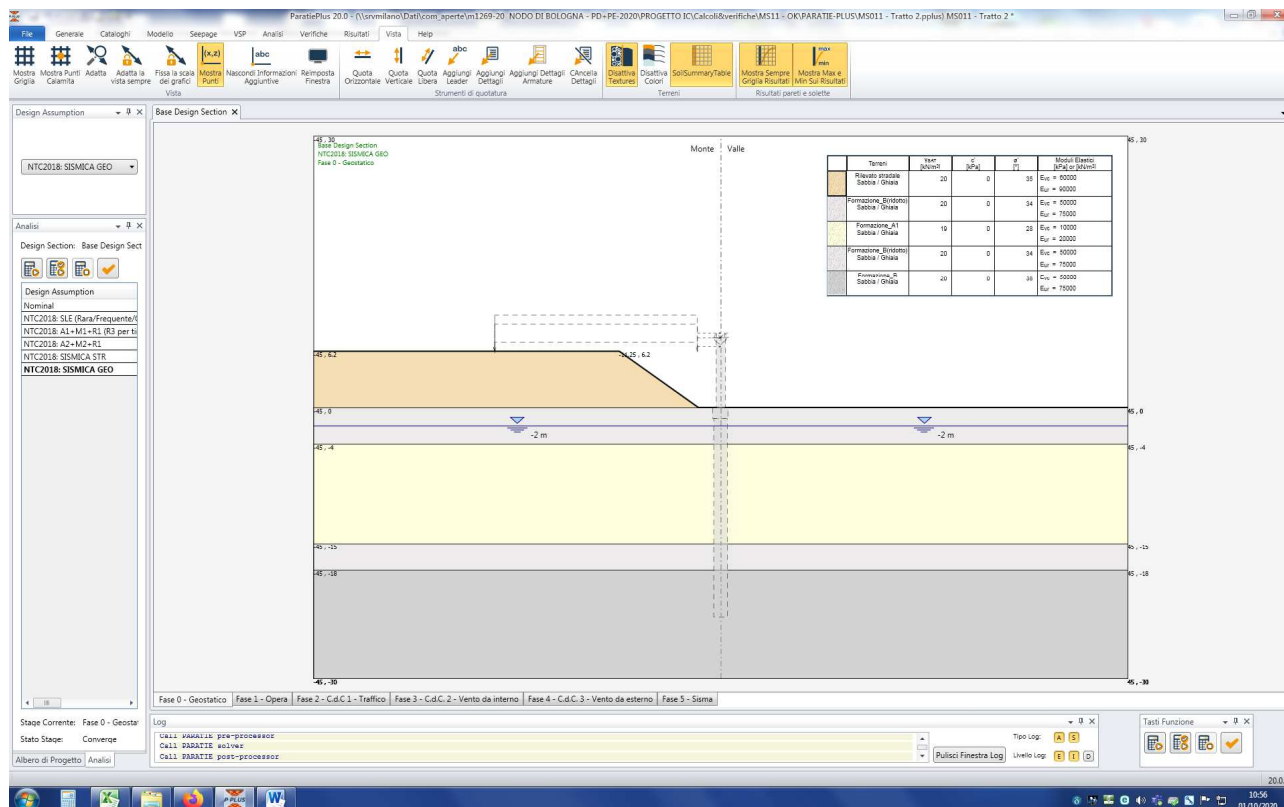 ParatiePlus 20.0 - (\\srvmilano\Dati\com_aperte\m1269-20 NODO DI BOLOGNA - PD+PE-2020\PROGETTO IC\Calcoli&verifiche\MS11 - OK\PARATIE-PLUS\MS011 - Tratto 2.pplus) MS011 - Tratto 2 *
File Generale Cataloghi Modello Seepage VSP Analisi Verifiche Risultati Vista Help
Mostra Griglia
Mostra Punti Calamita
Adatta
Adatta la vista sempre
Fissa la scala dei grafici
(x,z)
Mostra Punti
abc
Nascondi Informazioni Aggiuntive
Reimposta Finestra
Quota Orizzontale
Quota Verticale
Quota Libera
abc
Aggiungi Leader
Aggiungi Dettagli
Aggiungi Dettagli Armature
CAncella Dettagli
Disattiva Textures
Disattiva Colori
SoilSummaryTable
Mostra Sempre Griglia Risultati
max
min
Mostra Max e Min Sui Risultati
Vista Strumenti di quotatura Terreni Risultati pareti e solette
Design Assumption
NTC2018: SISMICA GEO
Base Design Section
45, 30
Base Design Section
NTC2018: SISMICA GEO
Fase 0 - Geostatico
Monte Valle
45, 30
Terreni γSAT [kN/m³] c' [kPa] ø' [°] Moduli Elastici [kPa] or [kN/m³]
Rilevato stradale Sabbia / Ghiaia 20 0 35 Evc = 60000 Eur = 90000
Formazione_B(ridotto) Sabbia / Ghiaia 20 0 34 Evc = 50000 Eur = 75000
Formazione_A1 Sabbia / Ghiaia 19 0 28 Evc = 10000 Eur = 20000
Formazione_B(ridotto) Sabbia / Ghiaia 20 0 34 Evc = 50000 Eur = 75000
Formazione_B Sabbia / Ghiaia 20 0 36 Evc = 50000 Eur = 75000
-45, 6.2
25, 6.2
-45, 0
45, 0
-2 m
-2 m
-45, -4
45, -4
-45, -15
45, -15
-45, -18
45, -18
-45, -30
45, -30
Analisi
Design Section: Base Design Sect
Design Assumption
Nominal
NTC2018: SLE (Rara/Frequente/
NTC2018: A1+M1+R1 (R3 per ti
NTC2018: A2+M2+R1
NTC2018: SISMICA STR
NTC2018: SISMICA GEO
Stage Corrente: Fase 0 - Geosta
Stato Stage: Converge
Albero di Progetto Analisi
Fase 0 - Geostatico Fase 1 - Opera Fase 2 - C.d.C 1 - Traffico Fase 3 - C.d.C. 2 - Vento da interno Fase 4 - C.d.C. 3 - Vento da esterno Fase 5 - Sisma
Log
Call PARATIE pre-processor
Call PARATIE solver
Call PARATIE post-processor
Pulisci Finestra Log
Tipo Log: A S
Livello Log: E I D
Tasti Funzione
20.0
P PLUS
10:56